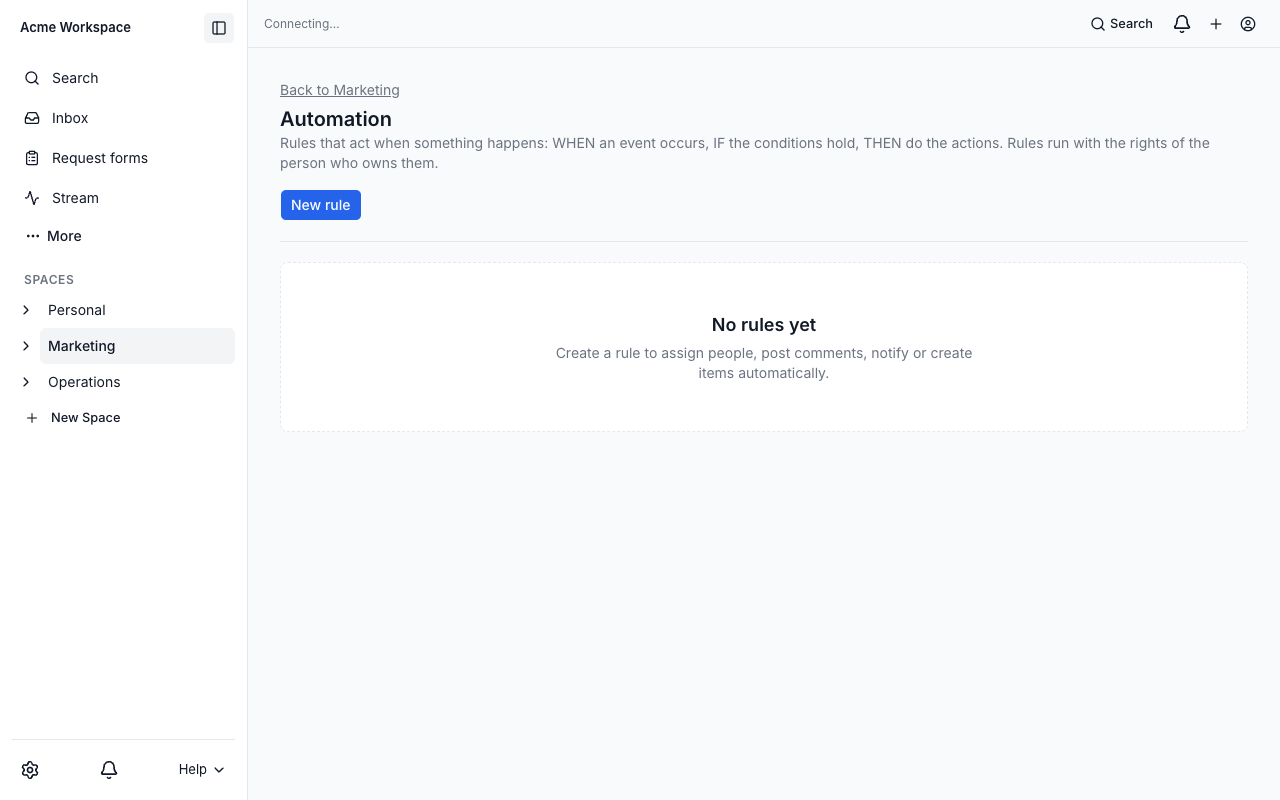 Acme Workspace
Connecting...
Search
Search
Inbox
Request forms
Stream
More
SPACES
Personal
Marketing
Operations
New Space
Help
Back to Marketing
Automation
Rules that act when something happens: WHEN an event occurs, IF the conditions hold, THEN do the actions. Rules run with the rights of the
person who owns them.
New rule
No rules yet
Create a rule to assign people, post comments, notify or create
items automatically.